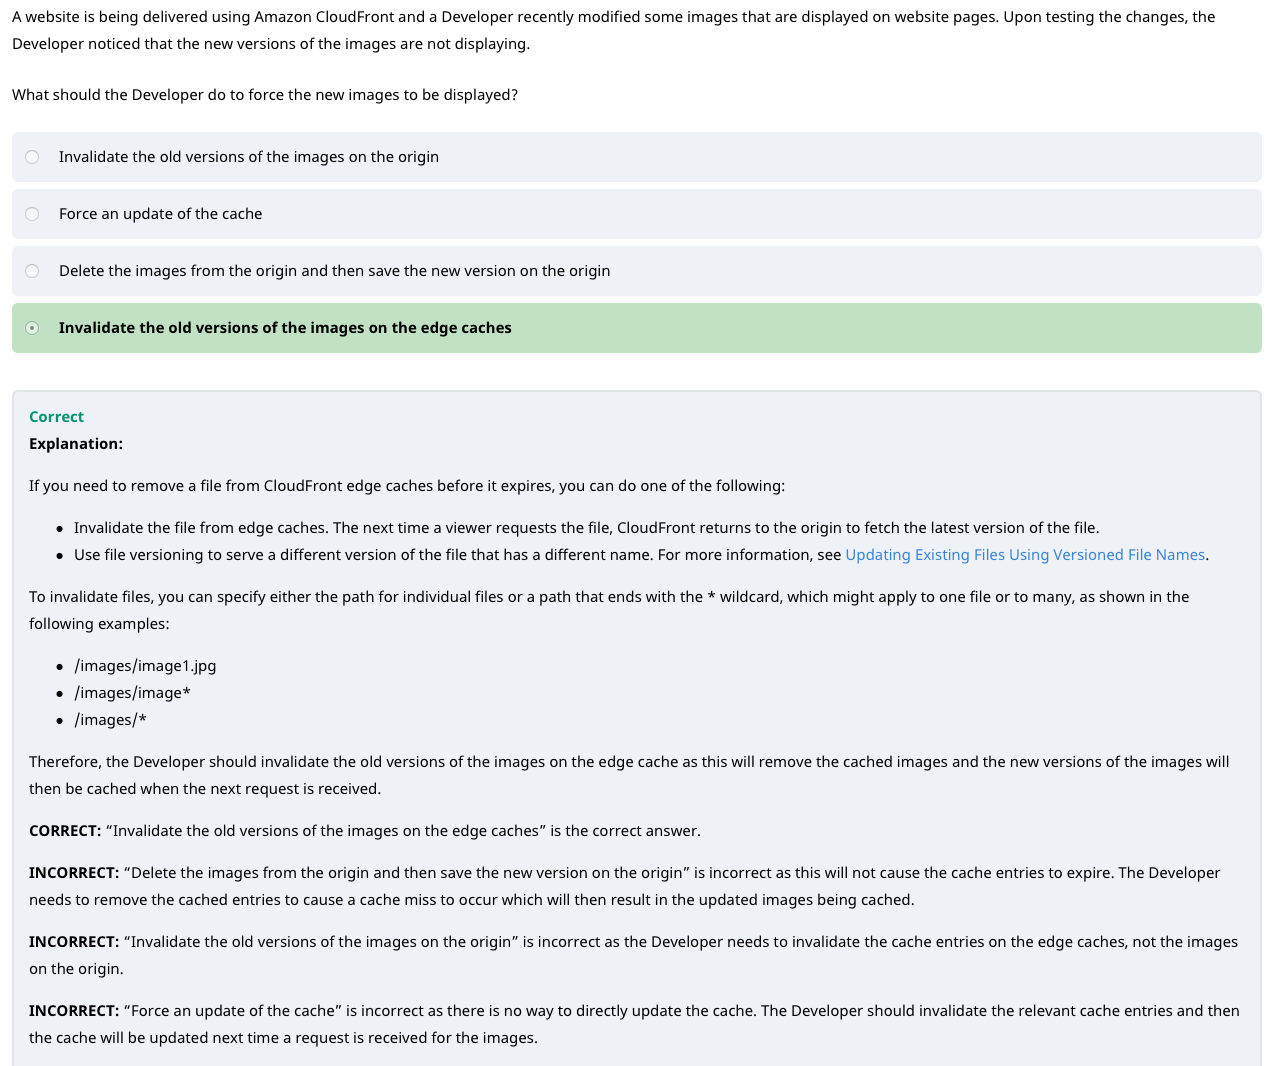 A website is being delivered using Amazon CloudFront and a Developer recently modified some images that are displayed on website pages. Upon testing the changes, the
Developer noticed that the new versions of the images are not displaying.
What should the Developer do to force the new images to be displayed?
Invalidate the old versions of the images on the origin
Force an update of the cache
Delete the images from the origin and then save the new version on the origin
Invalidate the old versions of the images on the edge caches
Correct
Explanation:
If you need to remove a file from CloudFront edge caches before it expires, you can do one of the following:
• Invalidate the file from edge caches. The next time a viewer requests the file, CloudFront returns to the origin to fetch the latest version of the file.
• Use file versioning to serve a different version of the file that has a different name. For more information, see Updating Existing Files Using Versioned File Names.
To invalidate files, you can specify either the path for individual files or a path that ends with the * wildcard, which might apply to one file or to many, as shown in the
following examples:
• /images/image1.jpg
• /images/image*
• /images/*
Therefore, the Developer should invalidate the old versions of the images on the edge cache as this will remove the cached images and the new versions of the images will
then be cached when the next request is received.
CORRECT: “Invalidate the old versions of the images on the edge caches” is the correct answer.
INCORRECT: “Delete the images from the origin and then save the new version on the origin” is incorrect as this will not cause the cache entries to expire. The Developer
needs to remove the cached entries to cause a cache miss to occur which will then result in the updated images being cached.
INCORRECT: “Invalidate the old versions of the images on the origin” is incorrect as the Developer needs to invalidate the cache entries on the edge caches, not the images
on the origin.
INCORRECT: “Force an update of the cache” is incorrect as there is no way to directly update the cache. The Developer should invalidate the relevant cache entries and then
the cache will be updated next time a request is received for the images.